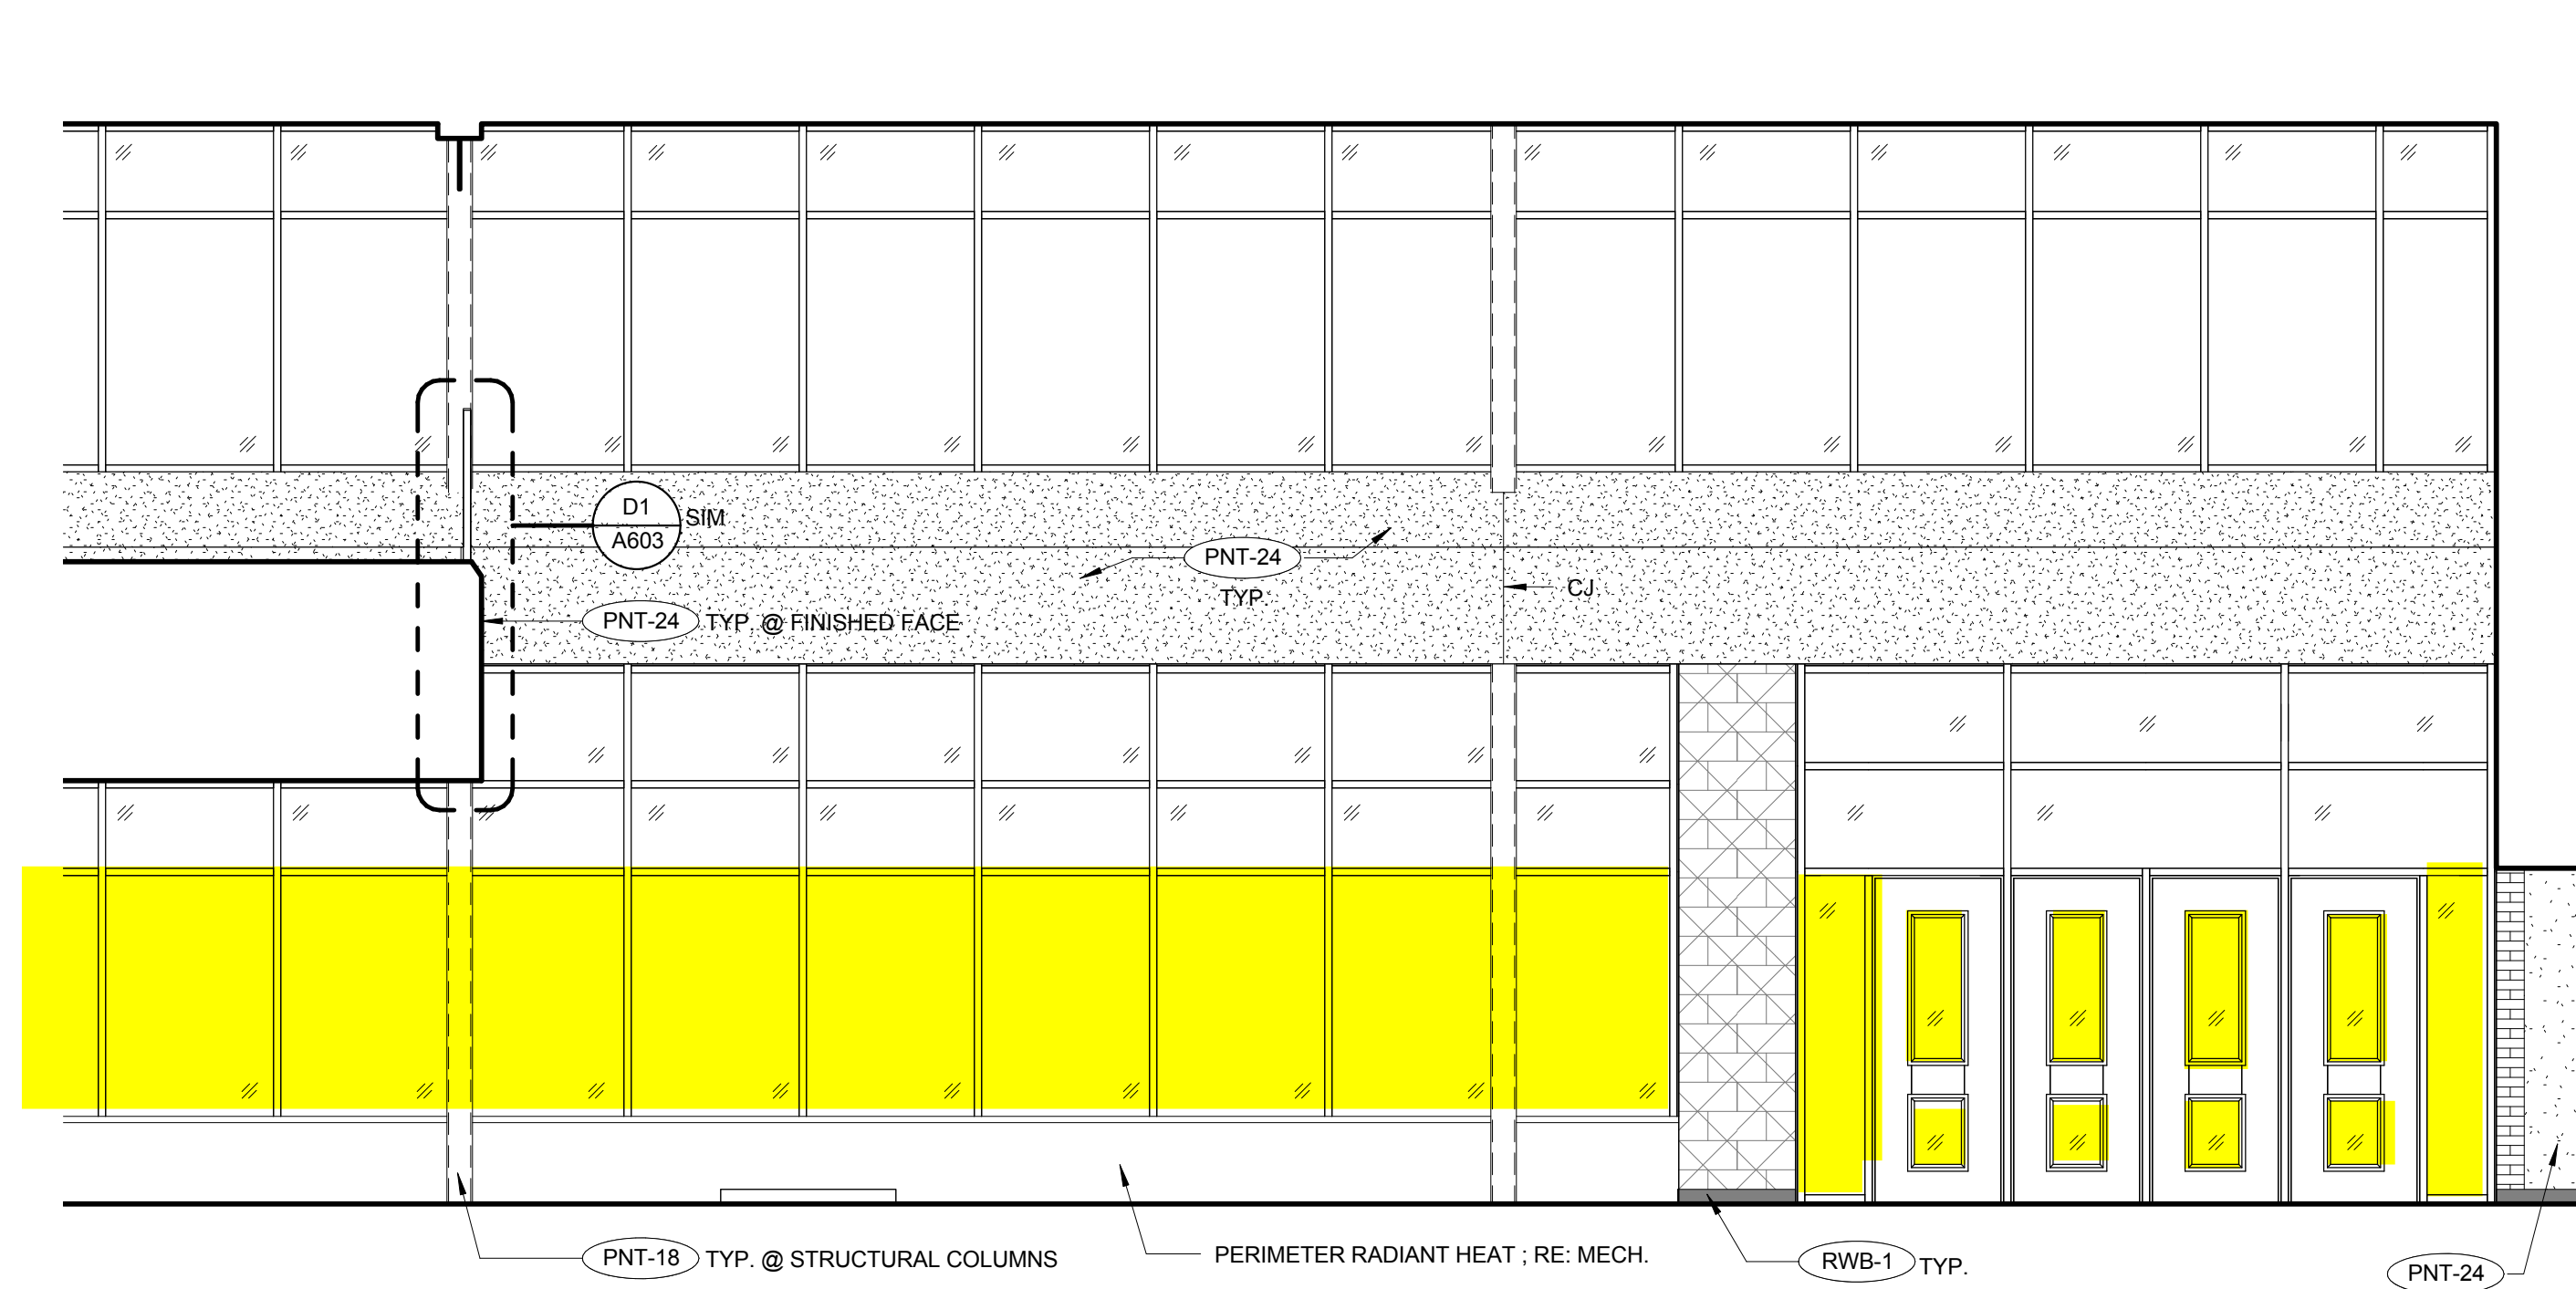 D1
SIM
A603
PNT-24
TYP.
CJ
PNT-24 TYP. @ FINISHED FACE
PNT-18 TYP. @ STRUCTURAL COLUMNS
PERIMETER RADIANT HEAT ; RE: MECH.
RWB-1 TYP.
PNT-24